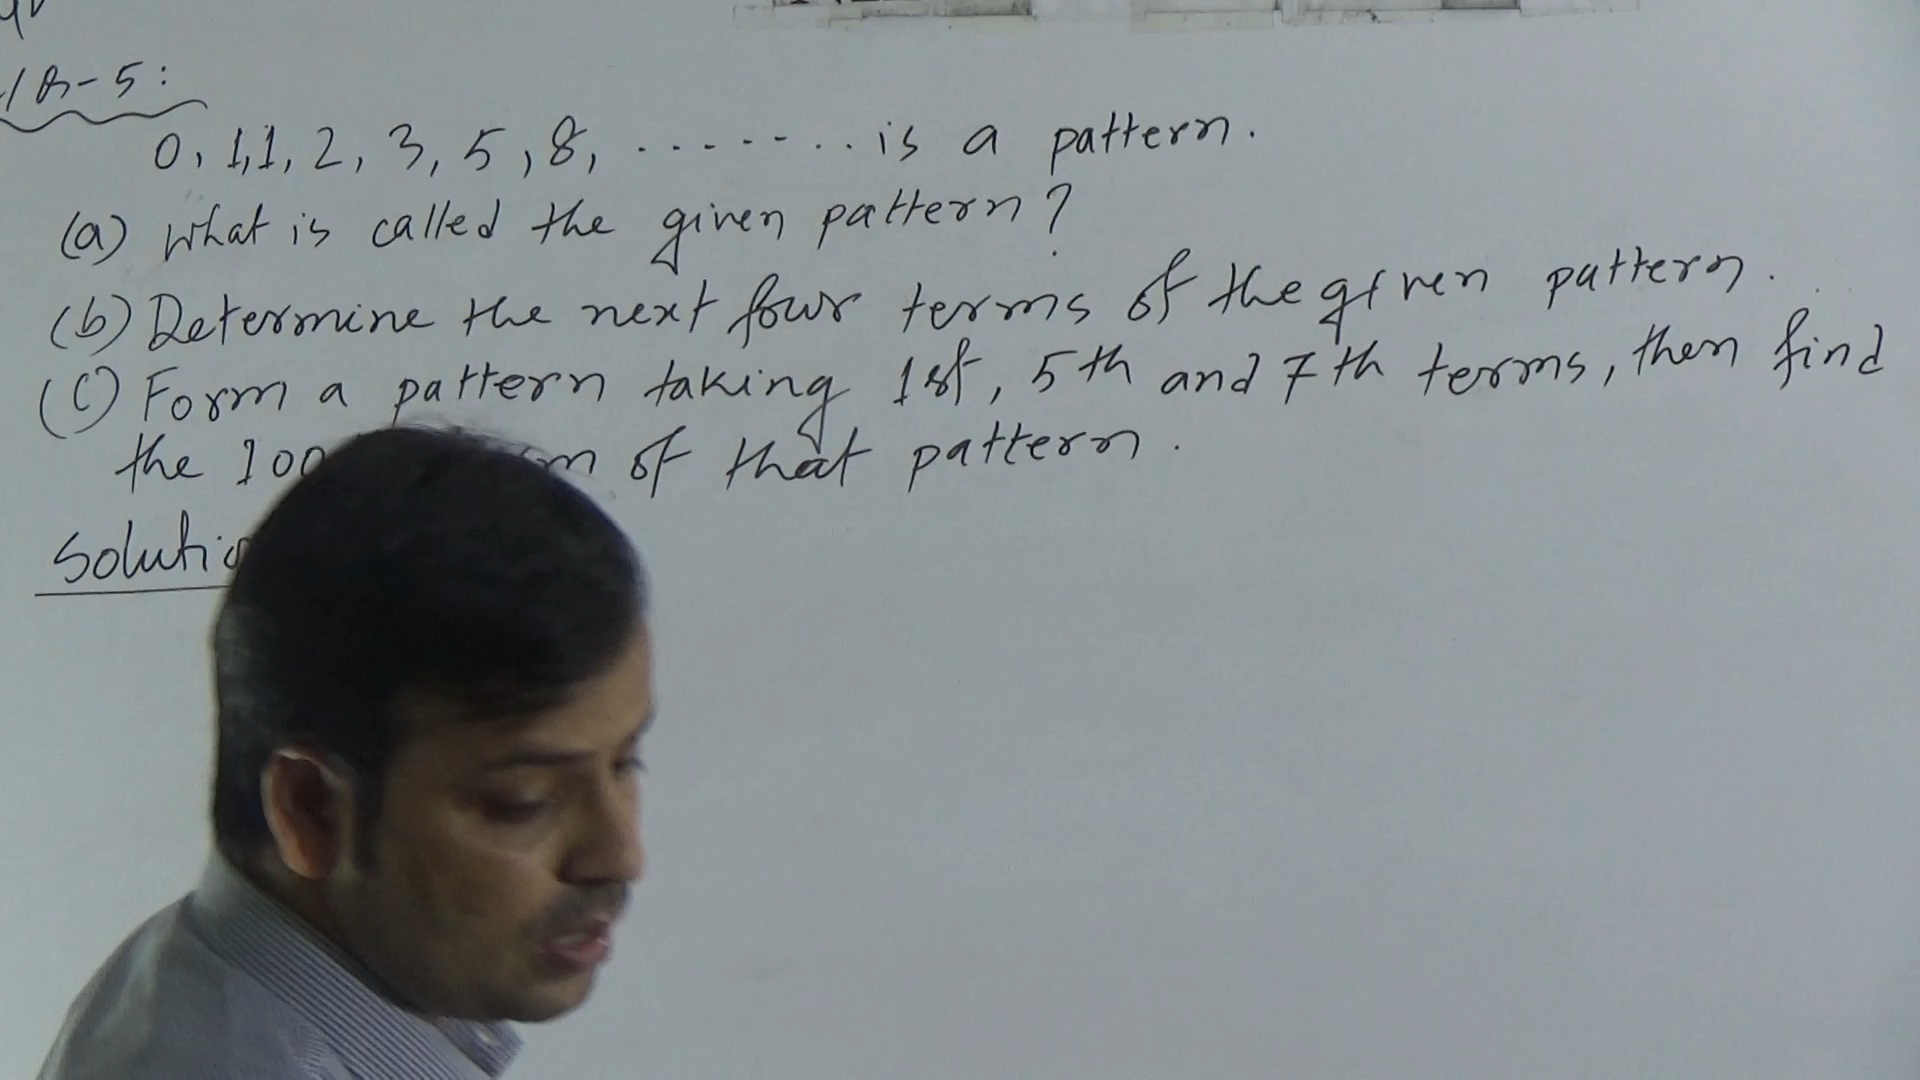 0, 1, 1, 2, 3, 5, 8, ........ is a pattern.
(a) What is called the given pattern?
(b) Determine the next four terms of the given pattern.
(c) Form a pattern taking 1st, 5th and 7th terms, then find
the 100 of that pattern.